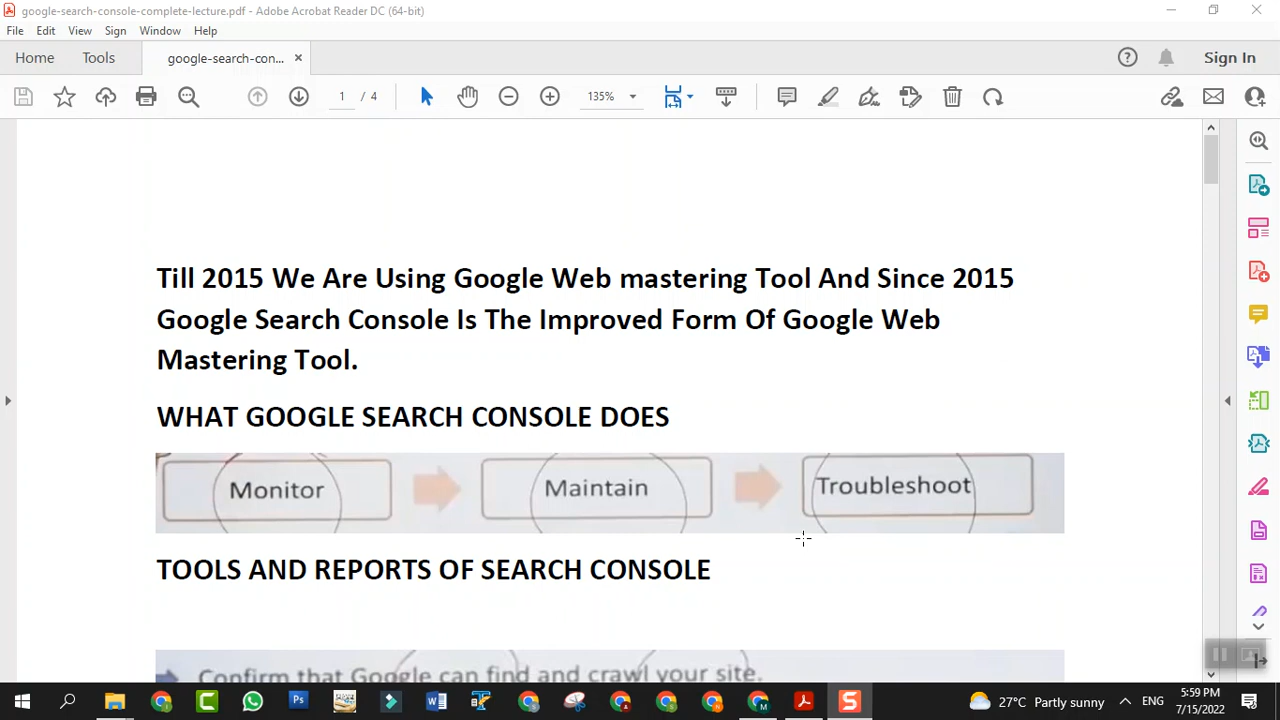 google-search-console-complete-lecture.pdf - Adobe Acrobat Reader DC (64-bit)
File Edit View Sign Window Help
Home Tools google-search-con... Sign In
1 / 4 135%
Till 2015 We Are Using Google Web mastering Tool And Since 2015
Google Search Console Is The Improved Form Of Google Web
Mastering Tool.
WHAT GOOGLE SEARCH CONSOLE DOES
Monitor Maintain Troubleshoot
TOOLS AND REPORTS OF SEARCH CONSOLE
Confirm that Google can find and crawl your site.
27°C Partly sunny ENG 5:59 PM
7/15/2022